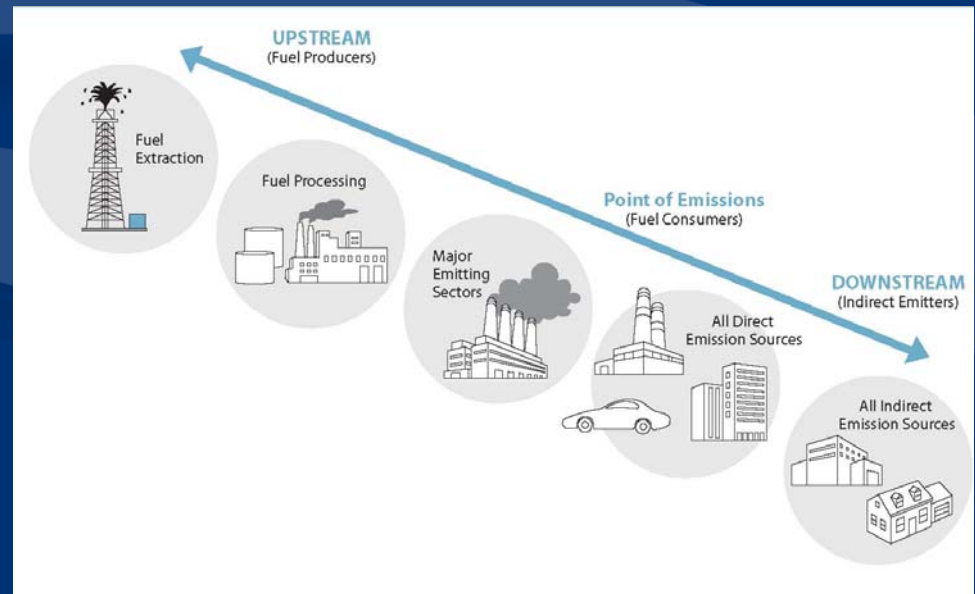 UPSTREAM
(Fuel Producers)
Fuel
Extraction
Fuel Processing
Point of Emissions
(Fuel Consumers)
Major
Emitting
Sectors
DOWNSTREAM
(Indirect Emitters)
All Direct
Emission Sources
All Indirect
Emission Sources